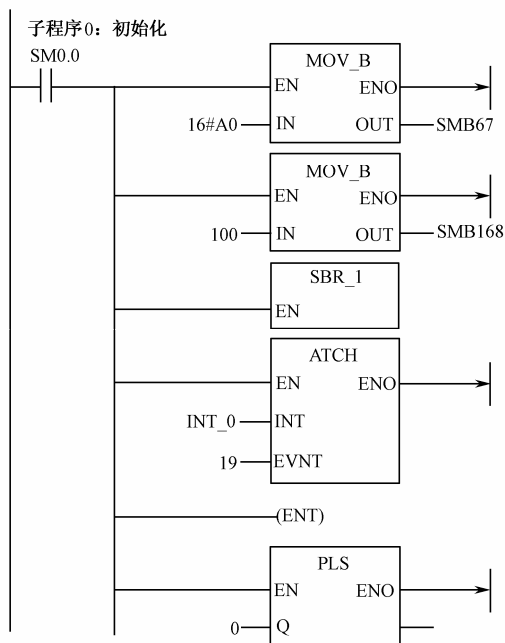 子程序0：初始化
SM0.0
MOV_B
EN ENO
16#A0 IN OUT SMB67
MOV_B
EN ENO
100 IN OUT SMB168
SBR_1
EN
ATCH
EN ENO
INT_0 INT
19 EVNT
(ENT)
PLS
EN ENO
0 Q